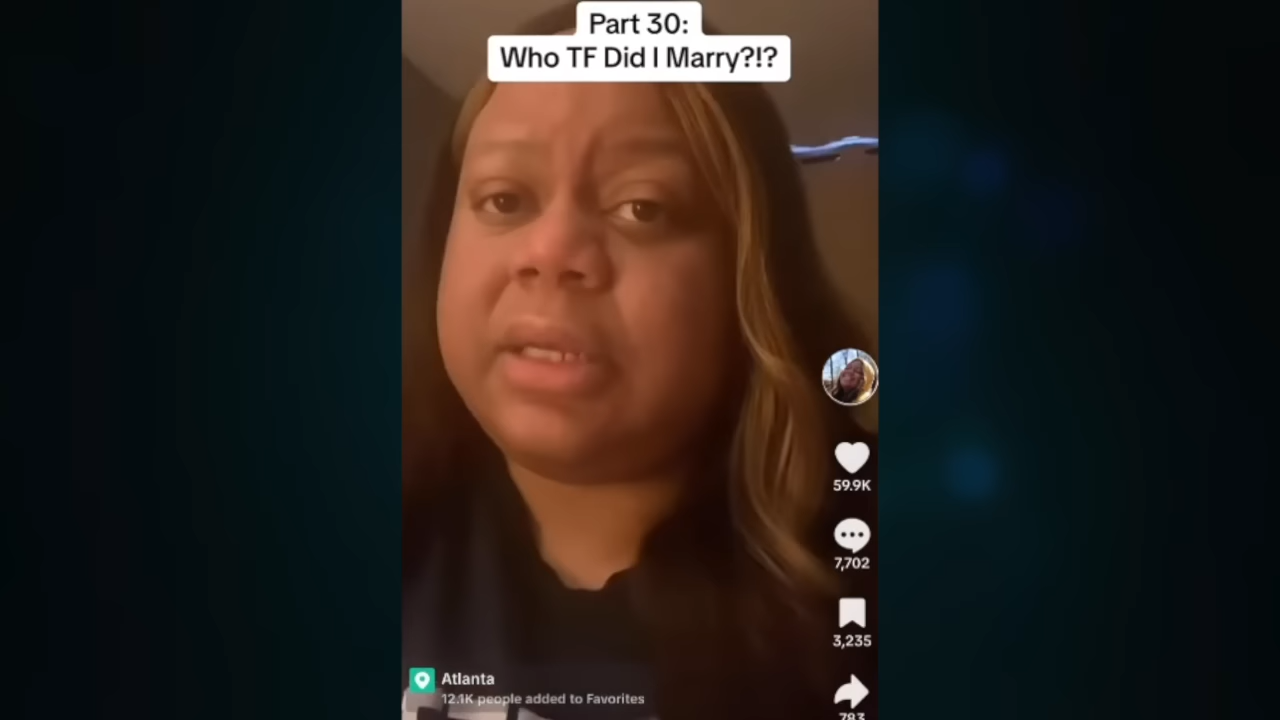 Part 30:
Who TF Did I Marry?!?
59.9K
7,702
3,235
Atlanta
12.1K people added to Favorites
783